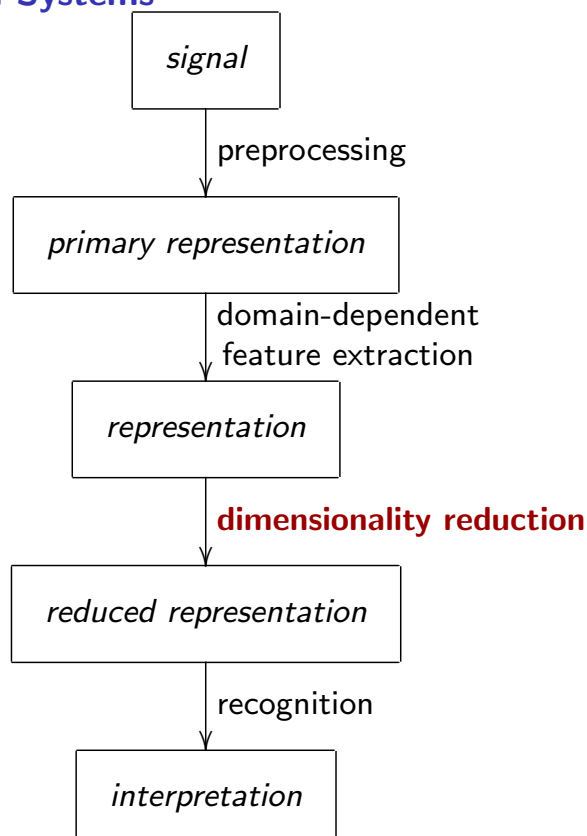 Systems
signal
preprocessing
primary representation
domain-dependent
feature extraction
representation
dimensionality reduction
reduced representation
recognition
interpretation